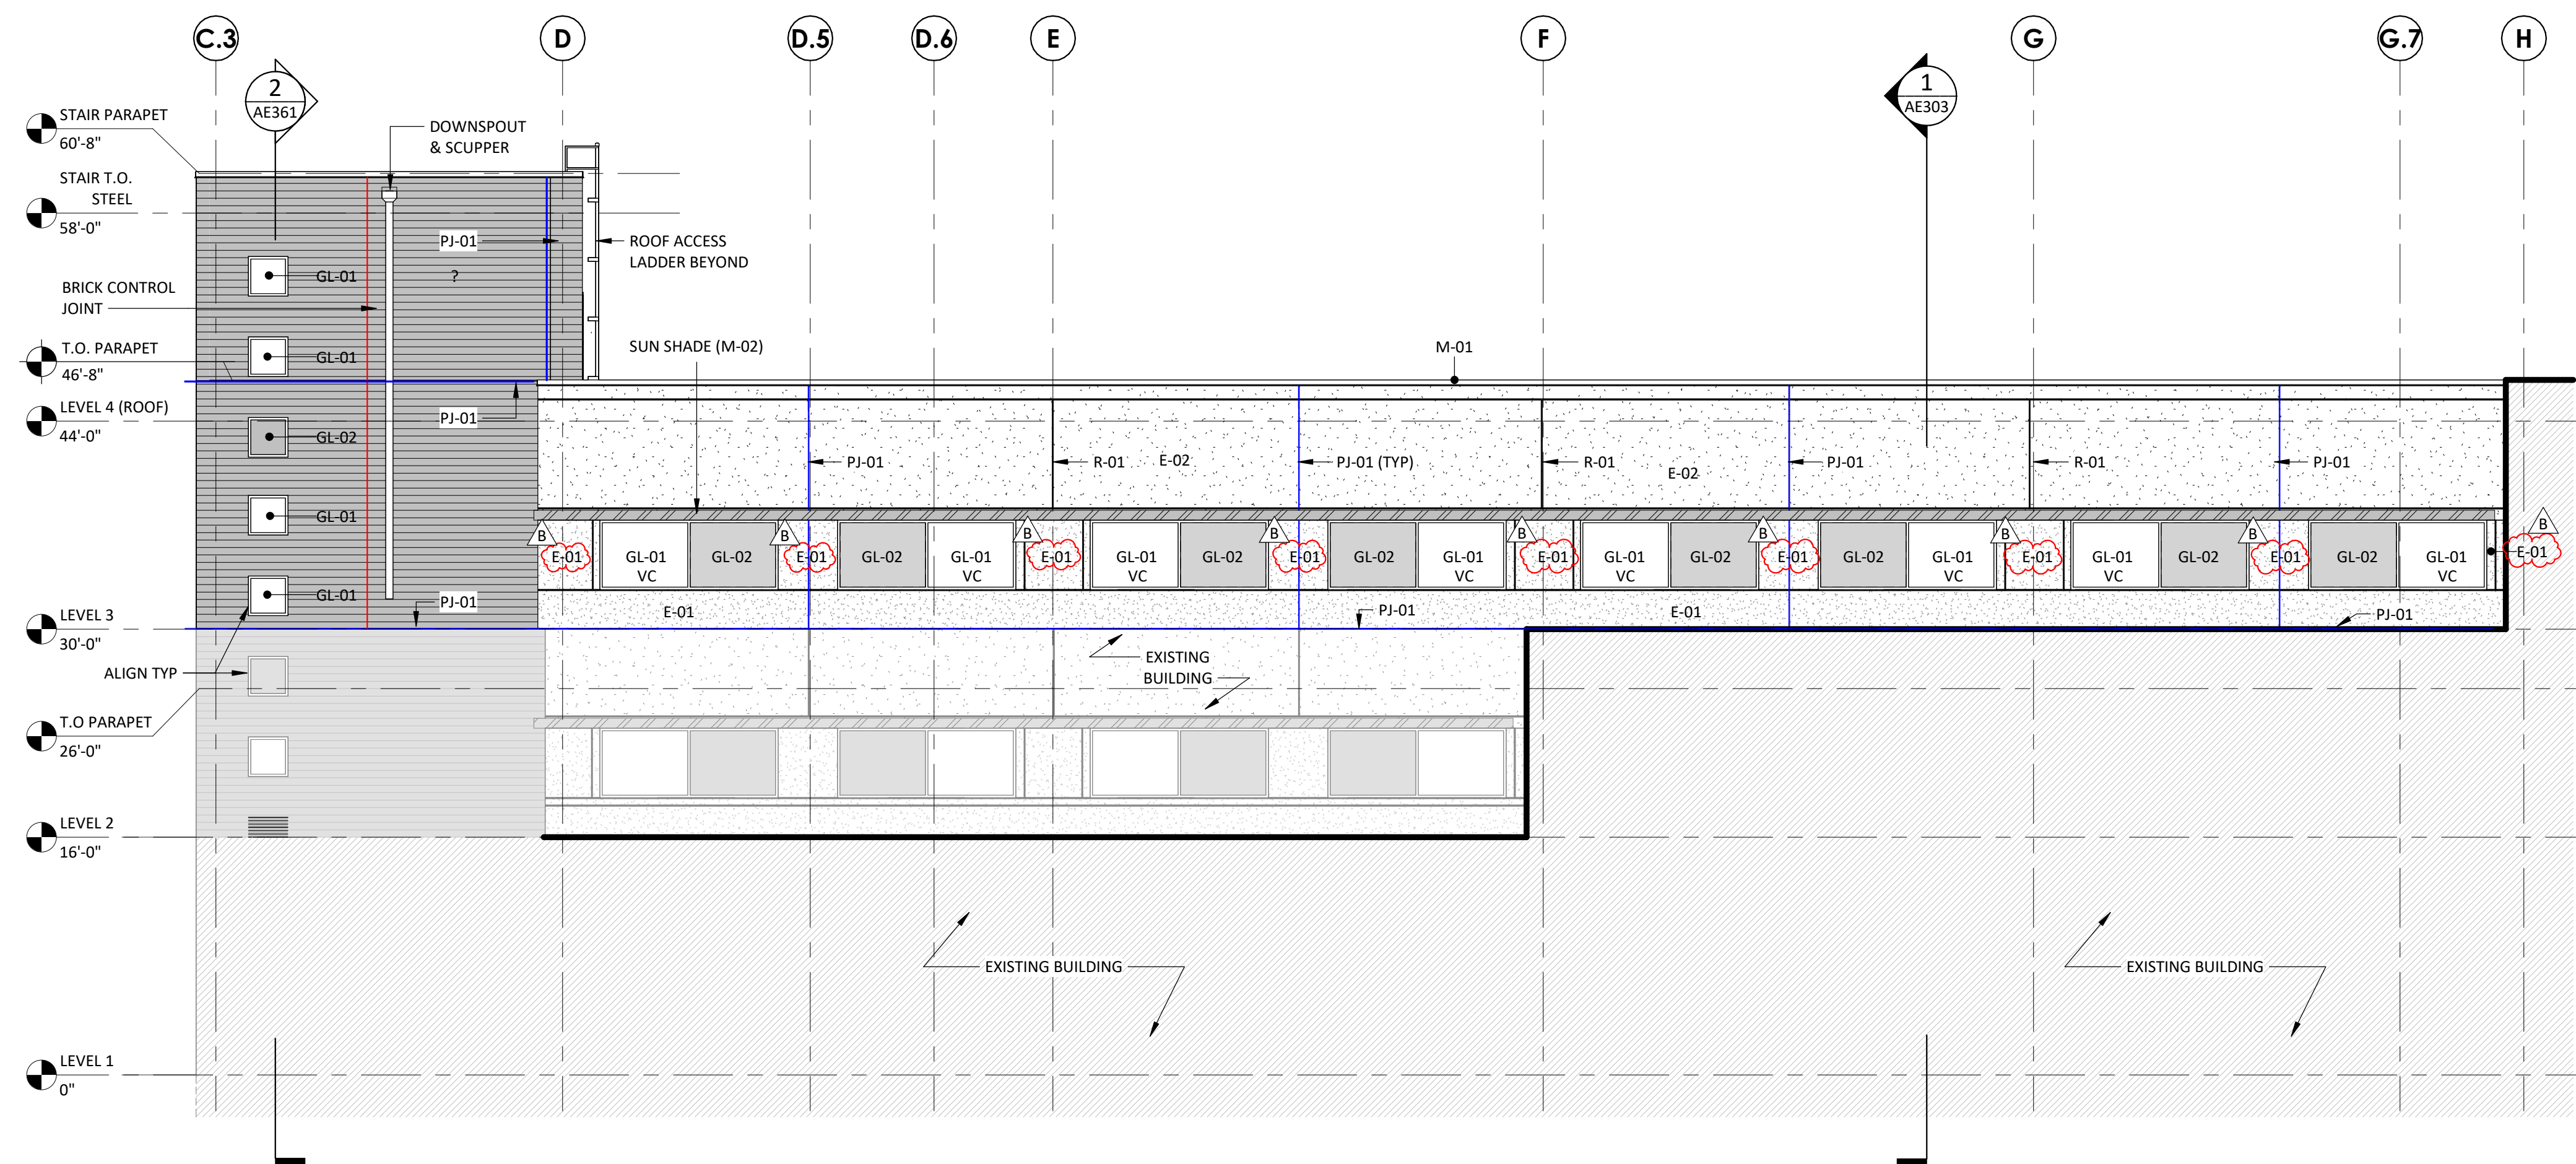 C.3
D
D.5
D.6
E
F
G
G.7
H
2
AE361
1
AE303
STAIR PARAPET
60'-8"
DOWNSPOUT
& SCUPPER
STAIR T.O.
STEEL
58'-0"
PJ-01
ROOF ACCESS
LADDER BEYOND
GL-01
?
BRICK CONTROL
JOINT
T.O. PARAPET
46'-8"
GL-01
SUN SHADE (M-02)
M-01
LEVEL 4 (ROOF)
44'-0"
PJ-01
GL-02
PJ-01
R-01
E-02
PJ-01 (TYP)
R-01
E-02
PJ-01
R-01
PJ-01
GL-01
B
B
B
B
B
B
B
B
B
E-01
GL-01
VC
GL-02
E-01
GL-02
GL-01
VC
E-01
GL-01
VC
GL-02
E-01
GL-02
GL-01
VC
E-01
GL-01
VC
GL-02
E-01
GL-02
GL-01
VC
E-01
GL-01
VC
GL-02
E-01
GL-02
GL-01
VC
E-01
GL-01
PJ-01
E-01
PJ-01
E-01
PJ-01
LEVEL 3
30'-0"
EXISTING
BUILDING
ALIGN TYP
T.O PARAPET
26'-0"
LEVEL 2
16'-0"
EXISTING BUILDING
EXISTING BUILDING
LEVEL 1
0"